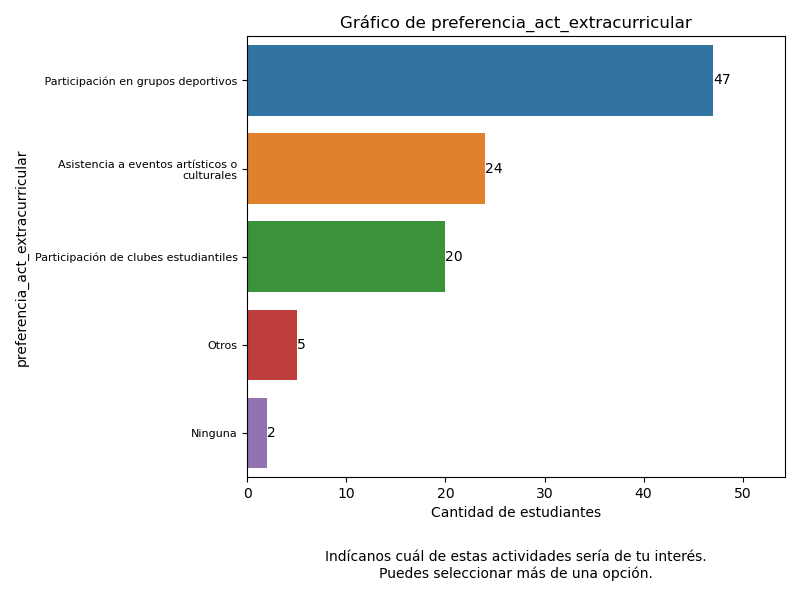 Gráfico de preferencia_act_extracurricular
preferencia_act_extracurricular
Participación en grupos deportivos
47
Asistencia a eventos artísticos o
culturales
24
Participación de clubes estudiantiles
20
Otros
5
Ninguna
2
0 10 20 30 40 50
Cantidad de estudiantes
Indícanos cuál de estas actividades sería de tu interés.
Puedes seleccionar más de una opción.